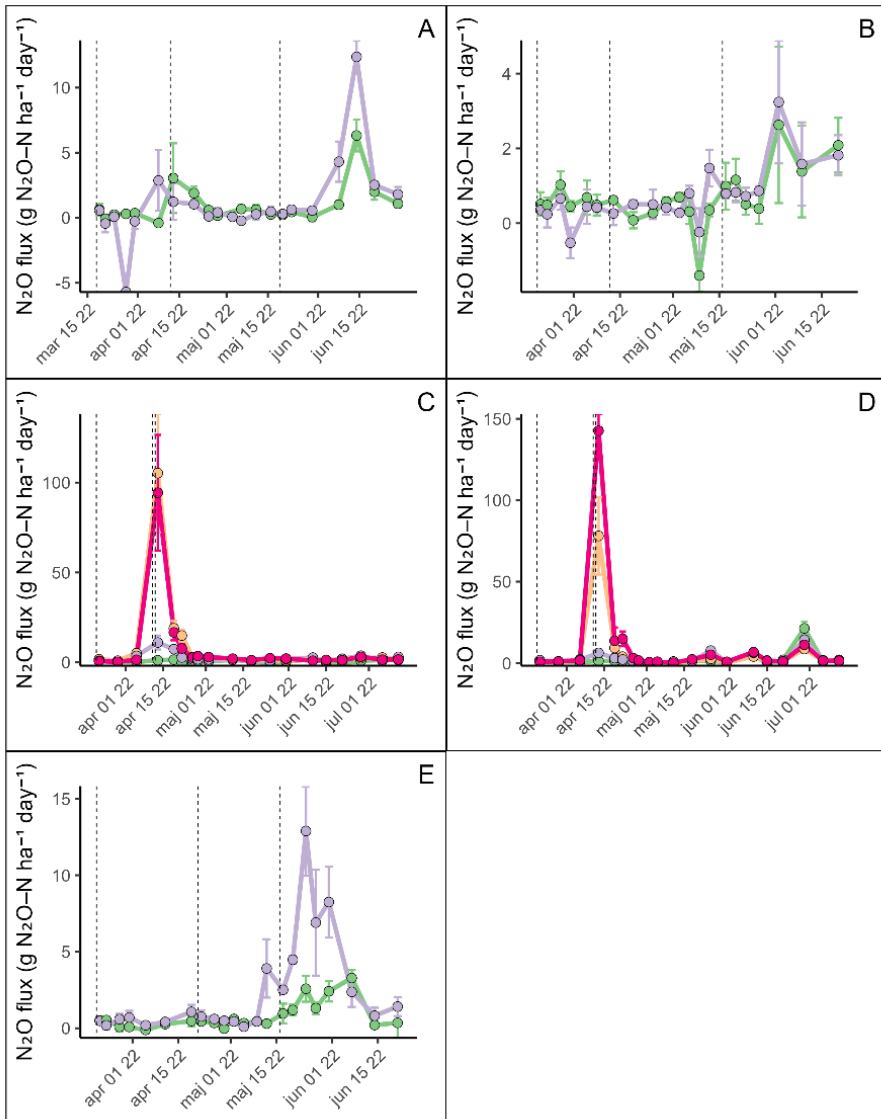 A
N₂O flux (g N₂O–N ha⁻¹ day⁻¹)
10
5
0
-5
mar 15 22
apr 01 22
apr 15 22
maj 01 22
maj 15 22
jun 01 22
jun 15 22
B
N₂O flux (g N₂O–N ha⁻¹ day⁻¹)
4
2
0
apr 01 22
apr 15 22
maj 01 22
maj 15 22
jun 01 22
jun 15 22
C
N₂O flux (g N₂O–N ha⁻¹ day⁻¹)
100
50
0
apr 01 22
apr 15 22
maj 01 22
maj 15 22
jun 01 22
jun 15 22
jul 01 22
D
N₂O flux (g N₂O–N ha⁻¹ day⁻¹)
150
100
50
0
apr 01 22
apr 15 22
maj 01 22
maj 15 22
jun 01 22
jun 15 22
jul 01 22
E
N₂O flux (g N₂O–N ha⁻¹ day⁻¹)
15
10
5
0
apr 01 22
apr 15 22
maj 01 22
maj 15 22
jun 01 22
jun 15 22